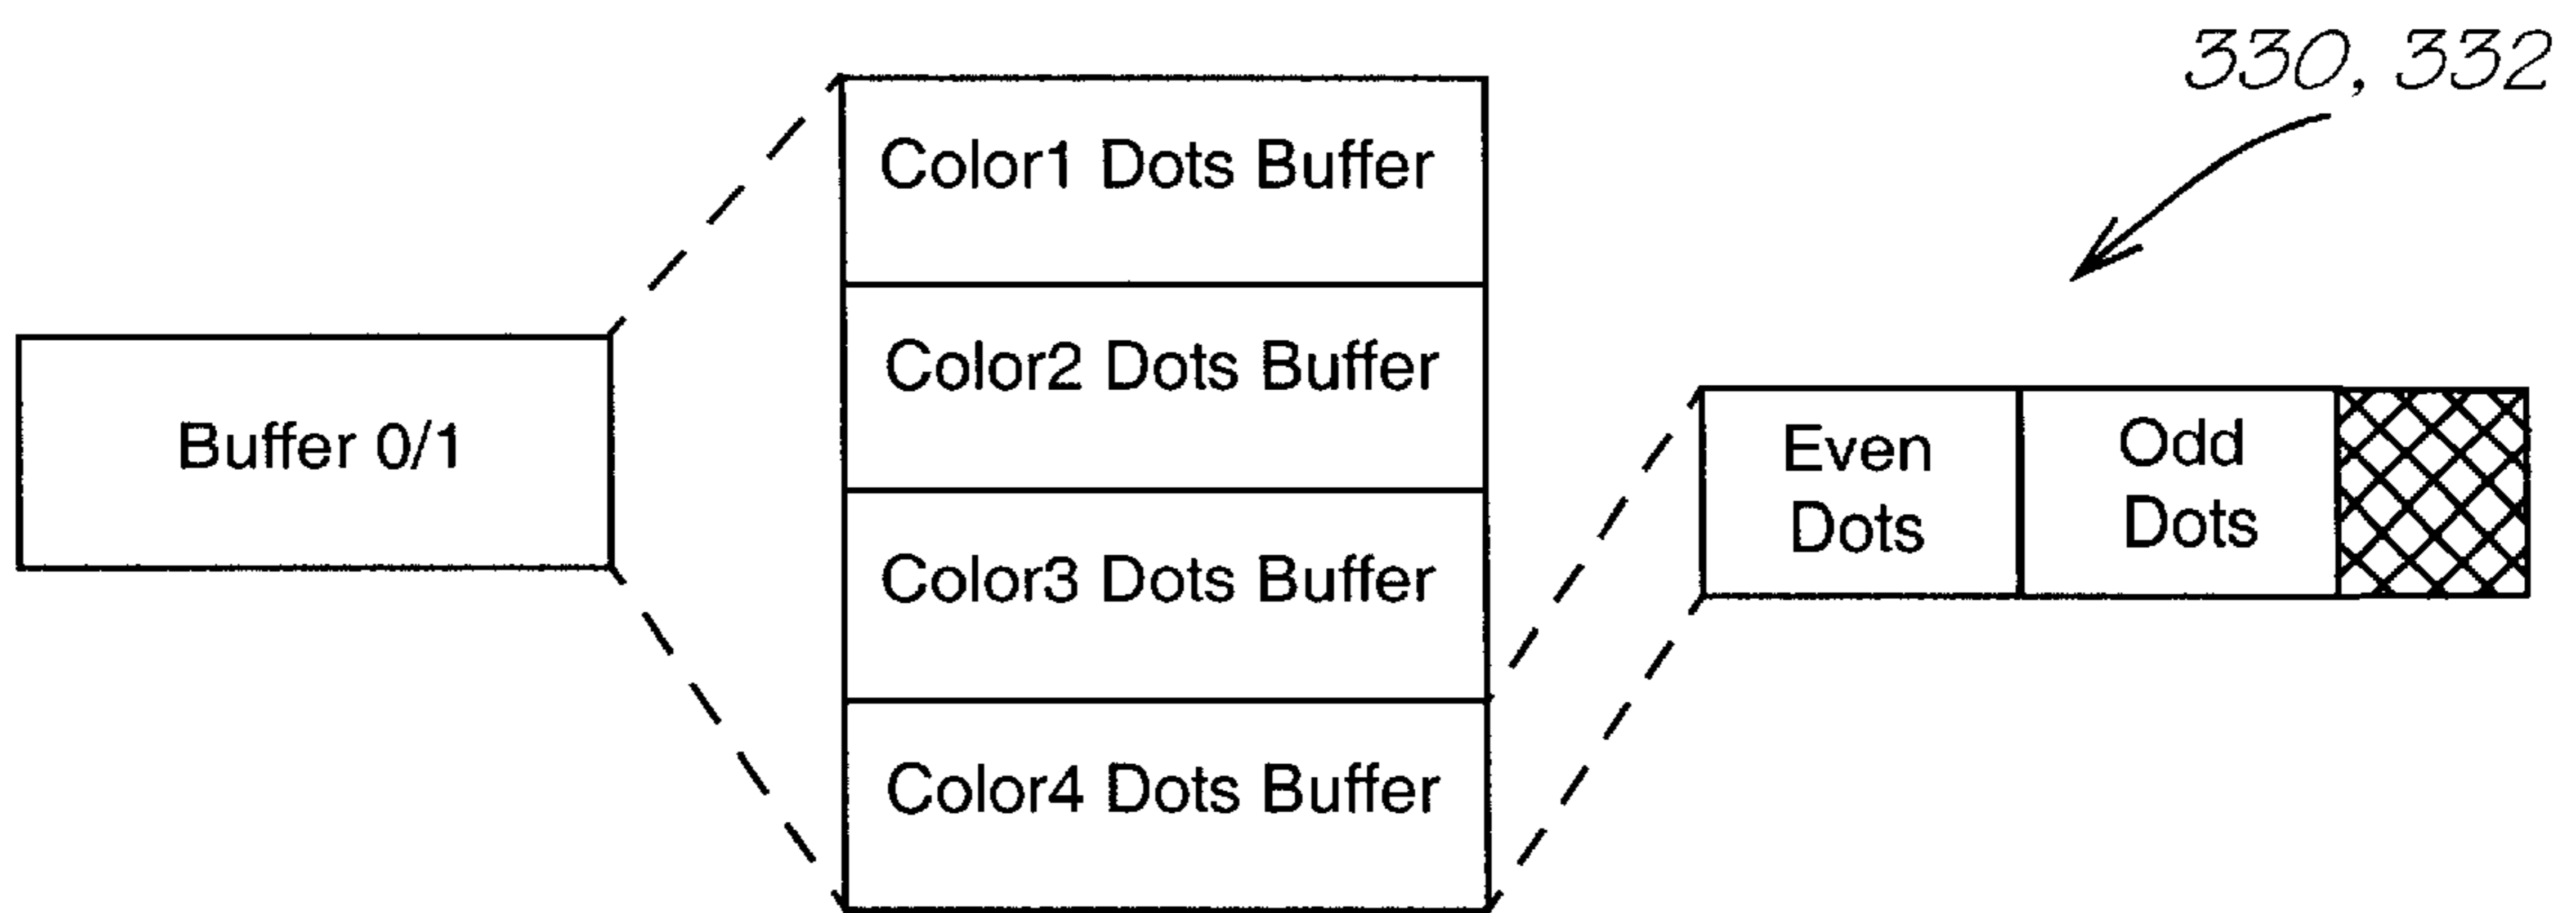 330, 332
Buffer 0/1
Color1 Dots Buffer
Color2 Dots Buffer
Color3 Dots Buffer
Color4 Dots Buffer
Even
Dots
Odd
Dots